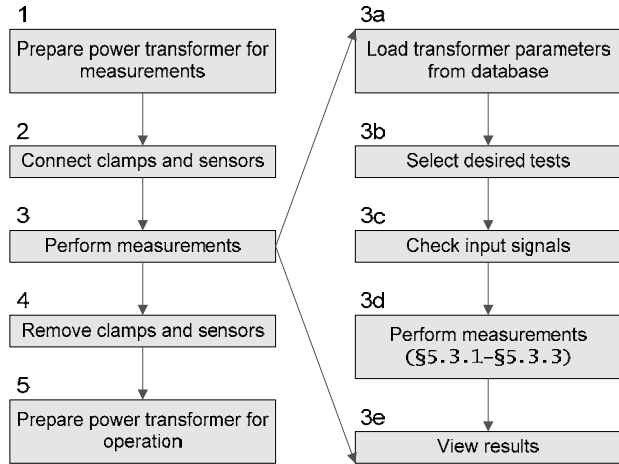 1
Prepare power transformer for
measurements
2
Connect clamps and sensors
3
Perform measurements
4
Remove clamps and sensors
5
Prepare power transformer for
operation
3a
Load transformer parameters
from database
3b
Select desired tests
3c
Check input signals
3d
Perform measurements
(§5.3.1–§5.3.3)
3e
View results